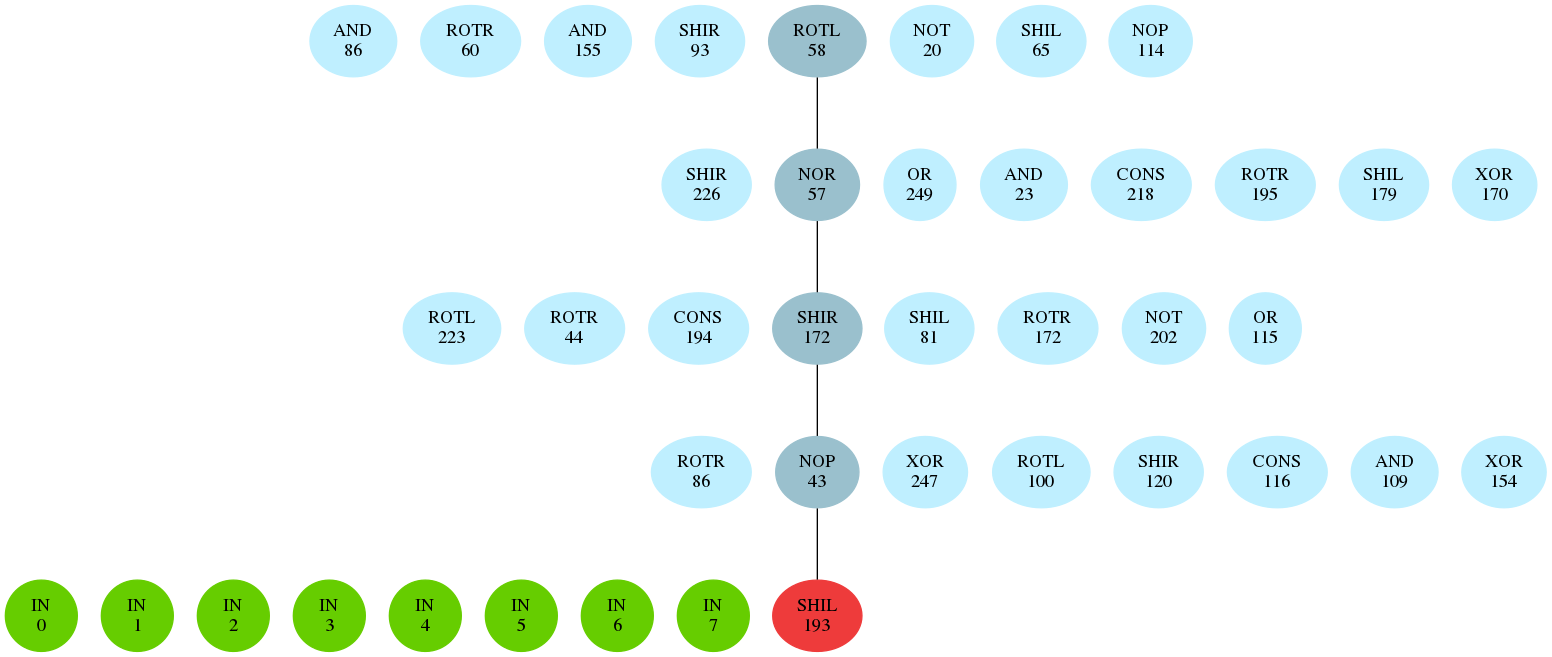 AND
86
ROTR
60
AND
155
SHIR
93
ROTL
58
NOT
20
SHIL
65
NOP
114
SHIR
226
NOR
57
OR
249
AND
23
CONS
218
ROTR
195
SHIL
179
XOR
170
ROTL
223
ROTR
44
CONS
194
SHIR
172
SHIL
81
ROTR
172
NOT
202
OR
115
ROTR
86
NOP
43
XOR
247
ROTL
100
SHIR
120
CONS
116
AND
109
XOR
154
IN
0
IN
1
IN
2
IN
3
IN
4
IN
5
IN
6
IN
7
SHIL
193